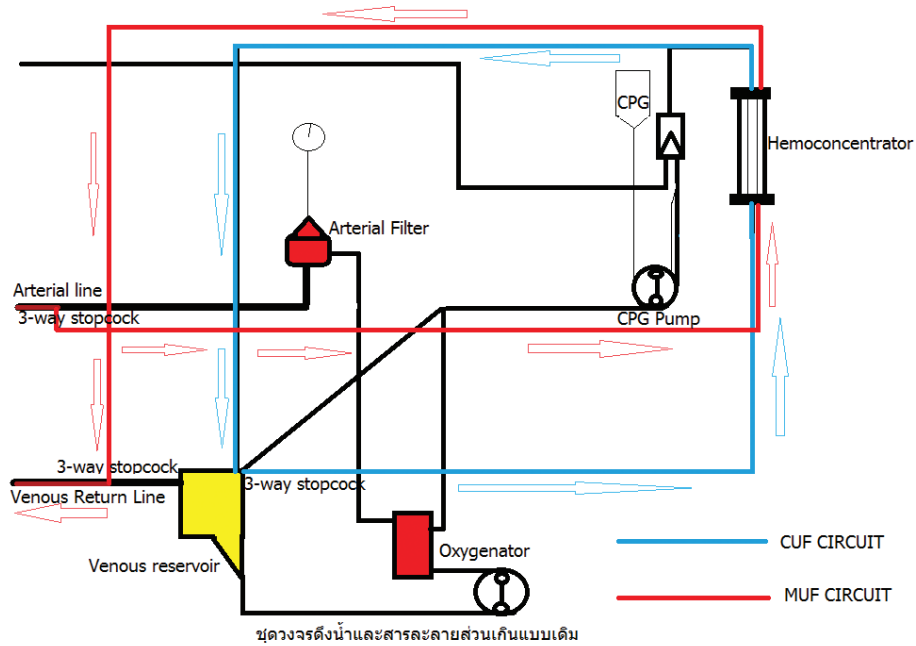 CPG
Hemoconcentrator
Arterial Filter
Arterial line
3-way stopcock
CPG Pump
3-way stopcock
Venous Return Line
3-way stopcock
Venous reservoir
Oxygenator
CUF CIRCUIT
MUF CIRCUIT
ชุดวงจรดึงน้ำและสารละลายส่วนเกินแบบเดิม